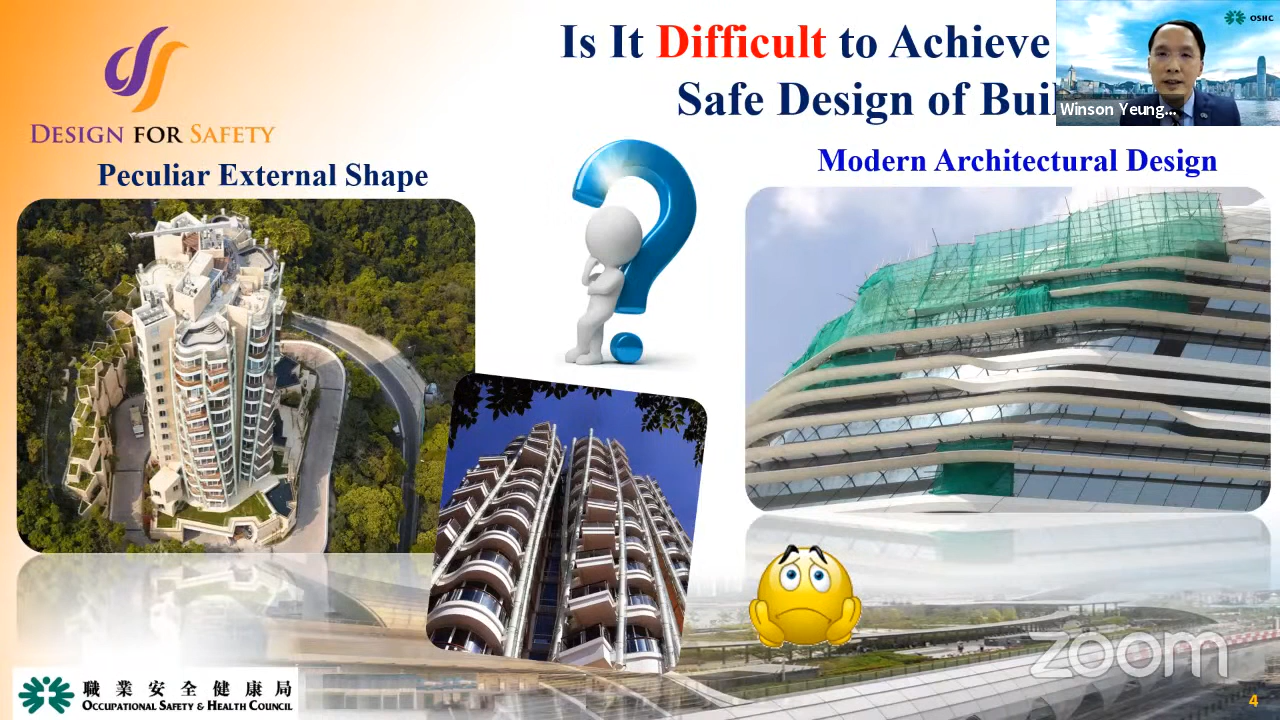 Is It Difficult to Achieve
Safe Design of Bui
OSHC
Winson Yeung...
DESIGN FOR SAFETY
Peculiar External Shape
Modern Architectural Design
zoom
職業安全健康局
OCCUPATIONAL SAFETY & HEALTH COUNCIL
4